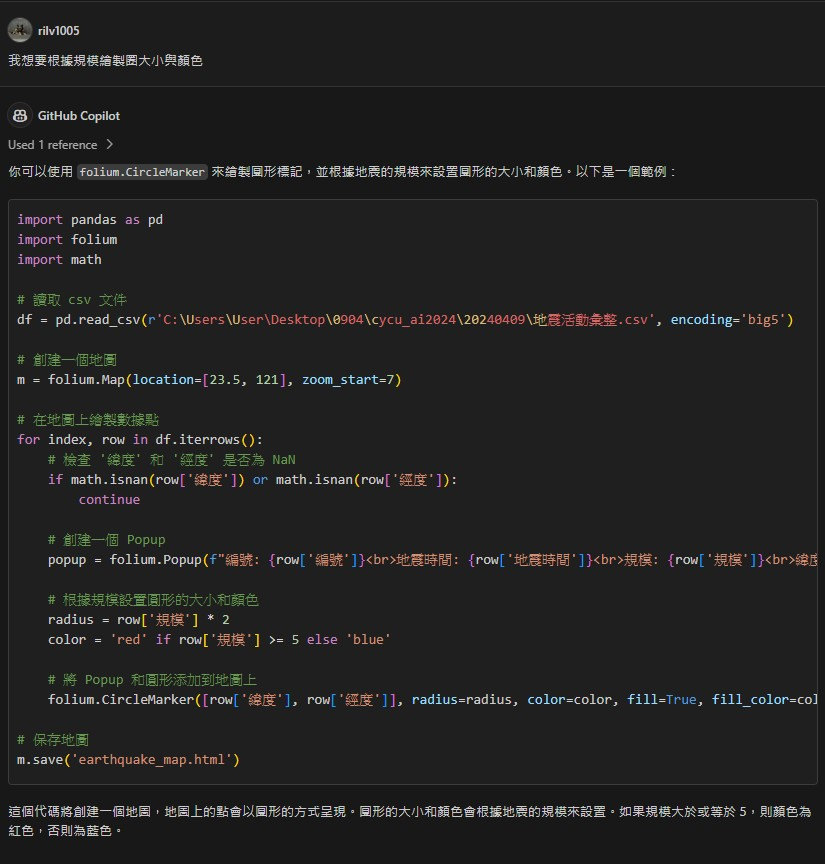 rilv1005
我想要根據規模繪製圈大小與顏色
GitHub Copilot
Used 1 reference
你可以使用 folium.CircleMarker 來繪製圓形標記，並根據地震的規模來設置圓形的大小和顏色。以下是一個範例：
import pandas as pd
import folium
import math
# 讀取 csv 文件
df = pd.read_csv(r'C:\Users\User\Desktop\0904\cycu_ai2024\20240409\地震活動彙整.csv', encoding='big5')
# 創建一個地圖
m = folium.Map(location=[23.5, 121], zoom_start=7)
# 在地圖上繪製數據點
for index, row in df.iterrows():
    # 檢查 '緯度' 和 '經度' 是否為 NaN
    if math.isnan(row['緯度']) or math.isnan(row['經度']):
        continue
    # 創建一個 Popup
    popup = folium.Popup(f"編號: {row['編號']}<br>地震時間: {row['地震時間']}<br>規模: {row['規模']}<br>緯度
    # 根據規模設置圓形的大小和顏色
    radius = row['規模'] * 2
    color = 'red' if row['規模'] >= 5 else 'blue'
    # 將 Popup 和圓形添加到地圖上
    folium.CircleMarker([row['緯度'], row['經度']], radius=radius, color=color, fill=True, fill_color=col
# 保存地圖
m.save('earthquake_map.html')
這個代碼將創建一個地圖，地圖上的點會以圓形的方式呈現。圓形的大小和顏色會根據地震的規模來設置。如果規模大於或等於 5，則顏色為
紅色，否則為藍色。